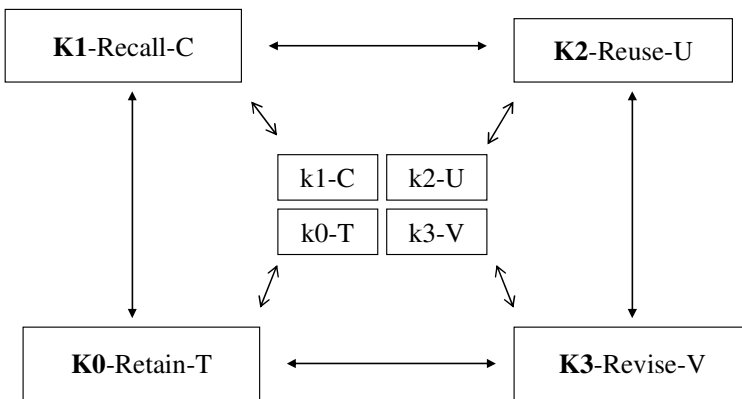 K1-Recall-C
K2-Reuse-U
k1-C
k2-U
k0-T
k3-V
K0-Retain-T
K3-Revise-V